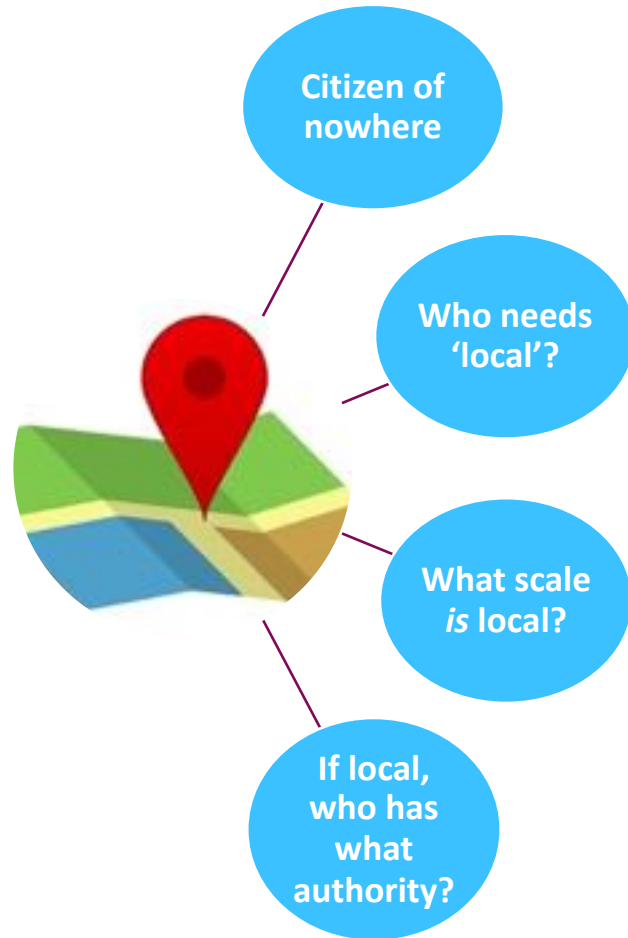 Citizen of
nowhere
Who needs
‘local’?
What scale
is local?
If local,
who has
what
authority?